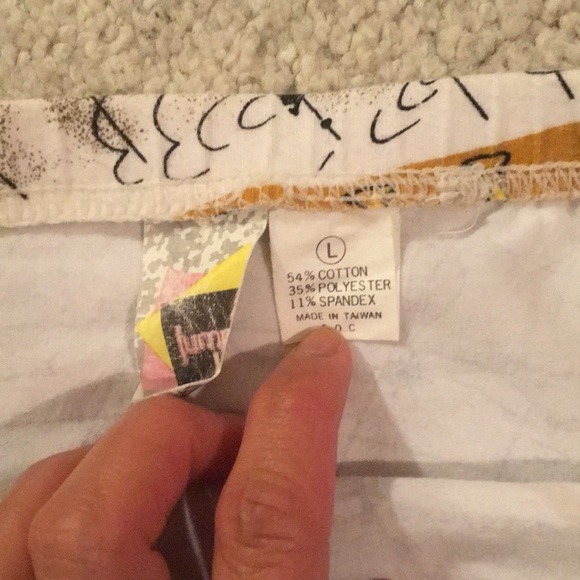 L
54% COTTON
35% POLYESTER
11% SPANDEX
MADE IN TAIWAN